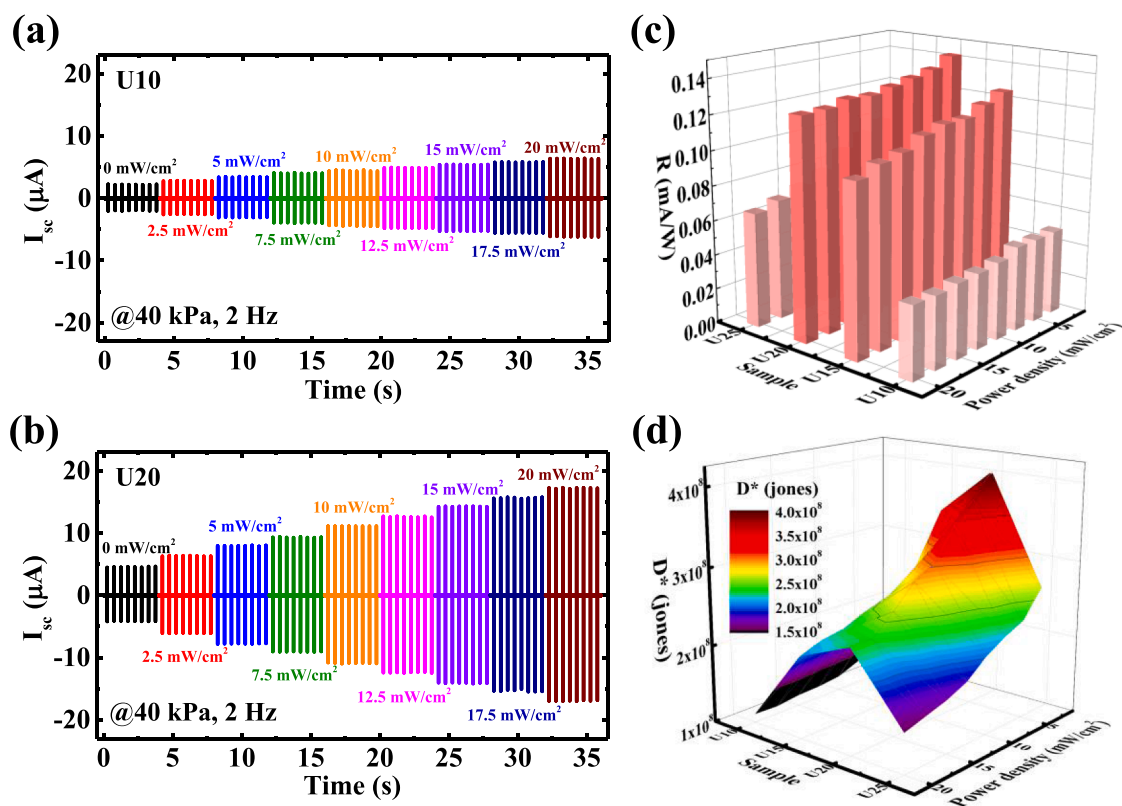 (a)
U10
20
10
0
-10
-20
I_sc (μA)
0 mW/cm²
2.5 mW/cm²
5 mW/cm²
7.5 mW/cm²
10 mW/cm²
12.5 mW/cm²
15 mW/cm²
17.5 mW/cm²
20 mW/cm²
@40 kPa, 2 Hz
0 5 10 15 20 25 30 35
Time (s)
(b)
U20
20
10
0
-10
-20
I_sc (μA)
0 mW/cm²
2.5 mW/cm²
5 mW/cm²
7.5 mW/cm²
10 mW/cm²
12.5 mW/cm²
15 mW/cm²
17.5 mW/cm²
20 mW/cm²
@40 kPa, 2 Hz
0 5 10 15 20 25 30 35
Time (s)
(c)
0.14
0.12
0.10
0.08
0.06
0.04
0.02
0.00
R (mA/W)
U25 U20 U15 U10
Sample
20 15 10 5
Power density (mW/cm²)
(d)
4x10⁸
3x10⁸
2x10⁸
1x10⁸
D* (jones)
D* (jones)
4.0x10⁸
3.5x10⁸
3.0x10⁸
2.5x10⁸
2.0x10⁸
1.5x10⁸
U10 U15 U20 U25
Sample
20 15 10 5
Power density (mW/cm²)